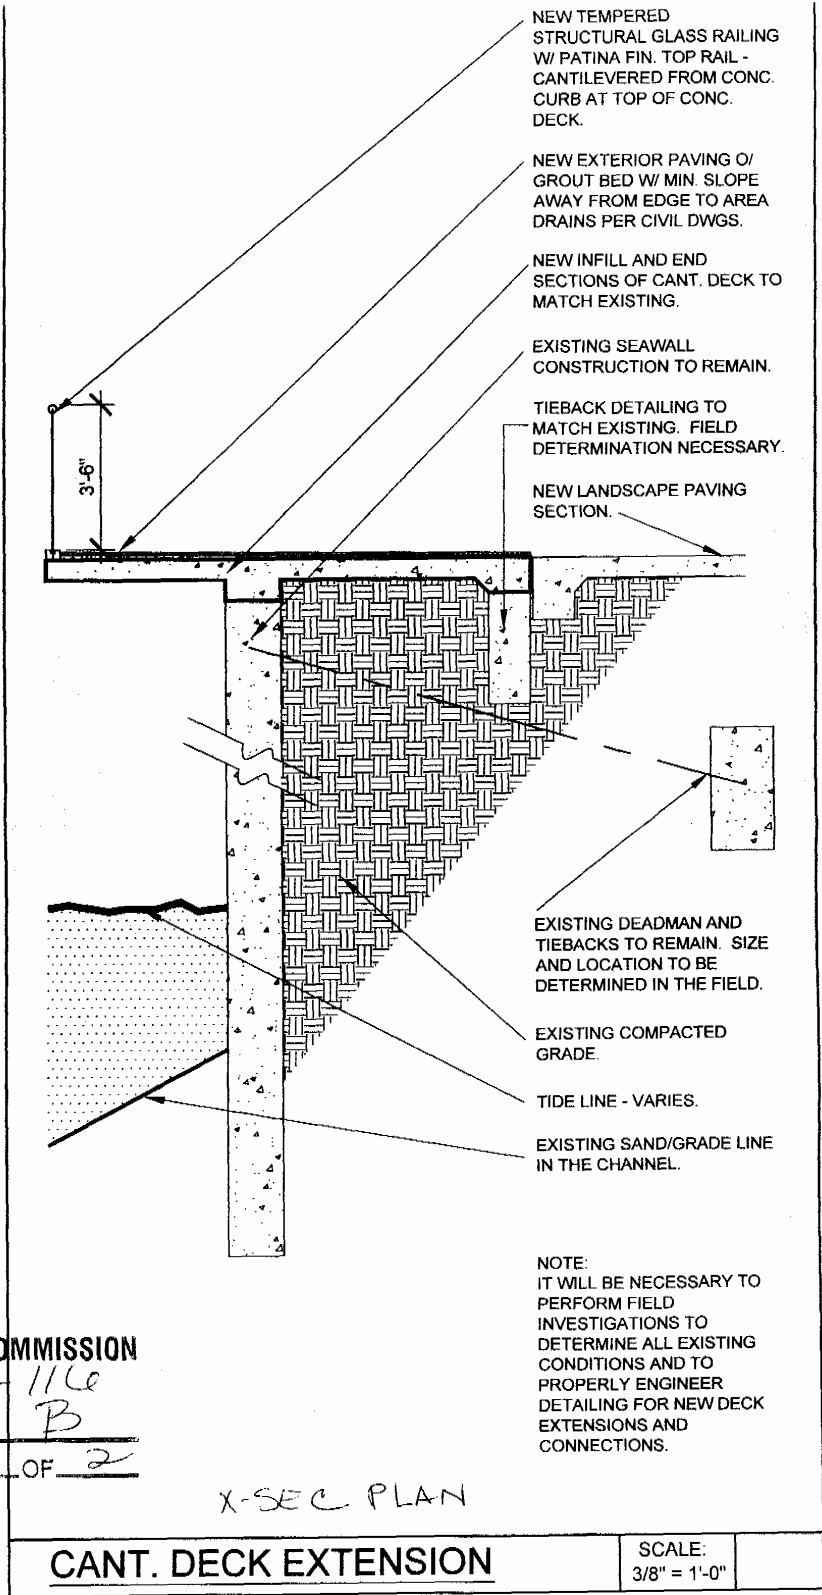 NEW TEMPERED
STRUCTURAL GLASS RAILING
W/ PATINA FIN. TOP RAIL -
CANTILEVERED FROM CONC.
CURB AT TOP OF CONC.
DECK.
NEW EXTERIOR PAVING O/
GROUT BED W/ MIN. SLOPE
AWAY FROM EDGE TO AREA
DRAINS PER CIVIL DWGS.
NEW INFILL AND END
SECTIONS OF CANT. DECK TO
MATCH EXISTING.
EXISTING SEAWALL
CONSTRUCTION TO REMAIN.
TIEBACK DETAILING TO
MATCH EXISTING. FIELD
DETERMINATION NECESSARY.
NEW LANDSCAPE PAVING
SECTION.
3'-6"
EXISTING DEADMAN AND
TIEBACKS TO REMAIN. SIZE
AND LOCATION TO BE
DETERMINED IN THE FIELD.
EXISTING COMPACTED
GRADE.
TIDE LINE - VARIES.
EXISTING SAND/GRADE LINE
IN THE CHANNEL.
NOTE:
IT WILL BE NECESSARY TO
PERFORM FIELD
INVESTIGATIONS TO
DETERMINE ALL EXISTING
CONDITIONS AND TO
PROPERLY ENGINEER
DETAILING FOR NEW DECK
EXTENSIONS AND
CONNECTIONS.
OMMISSION
- 116
B
OF 2
X-SEC PLAN
CANT. DECK EXTENSION
SCALE:
3/8" = 1'-0"